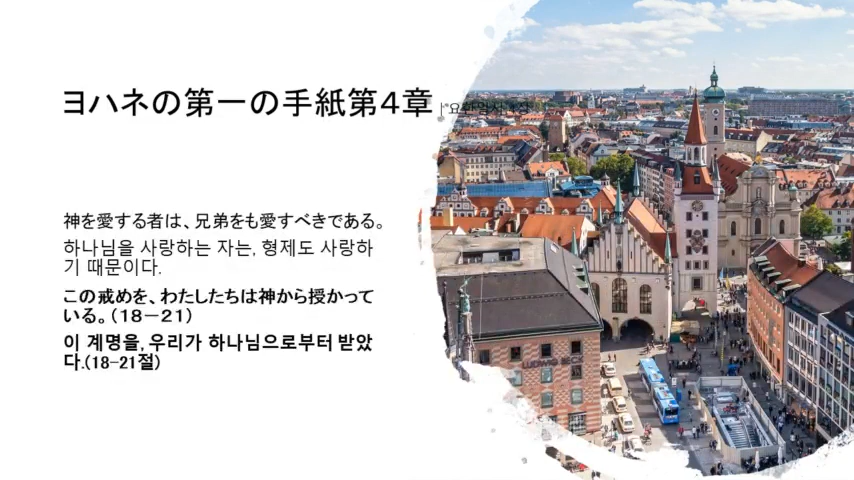 ヨハネの第一の手紙第４章
神を愛する者は、兄弟をも愛すべきである。
하나님을 사랑하는 자는, 형제도 사랑하
기 때문이다.
この戒めを、わたしたちは神から授かって
いる。（１８－２１）
이 계명을, 우리가 하나님으로부터 받았
다.(18-21절)
LUDWIG BECK